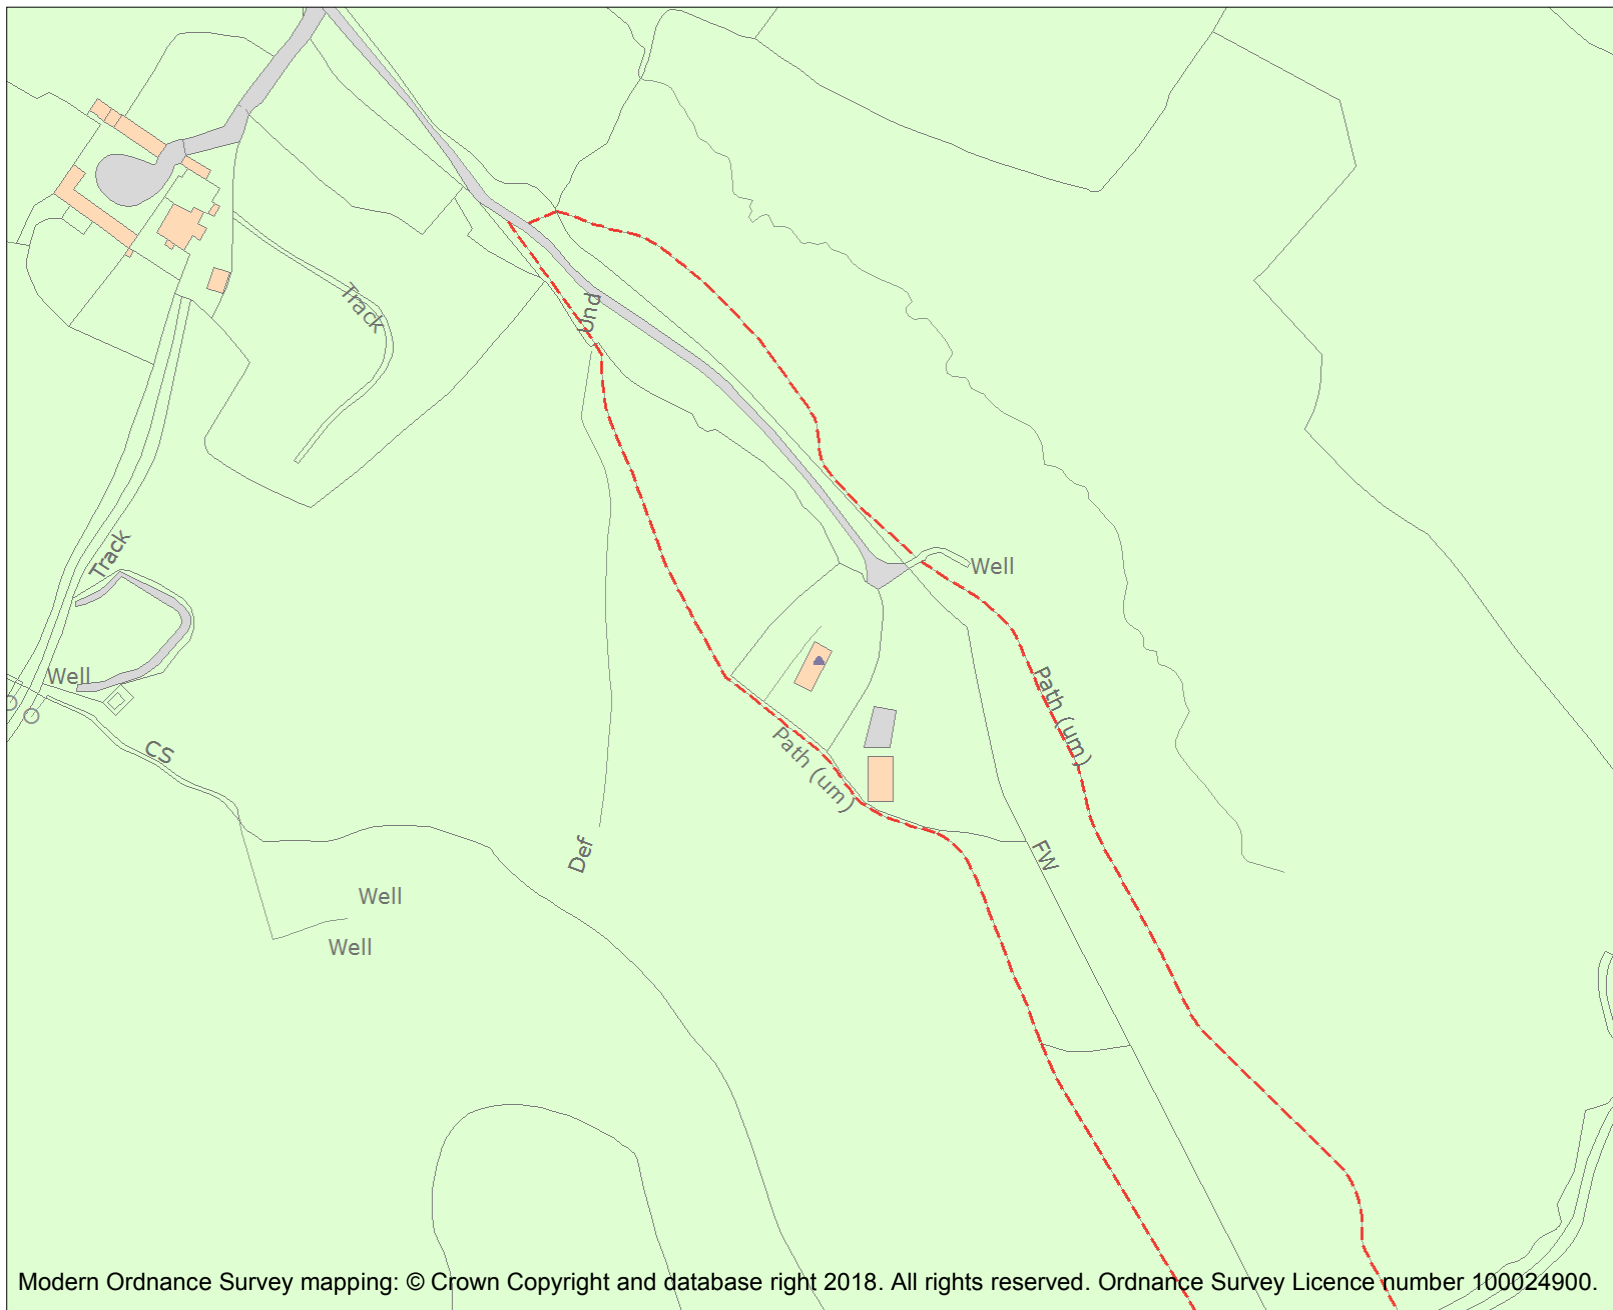 Und
Track
Track
Well
Well
Path (um)
CS
Path (um)
Def
FW
Well
Well
Modern Ordnance Survey mapping: © Crown Copyright and database right 2018. All rights reserved. Ordnance Survey Licence number 100024900.